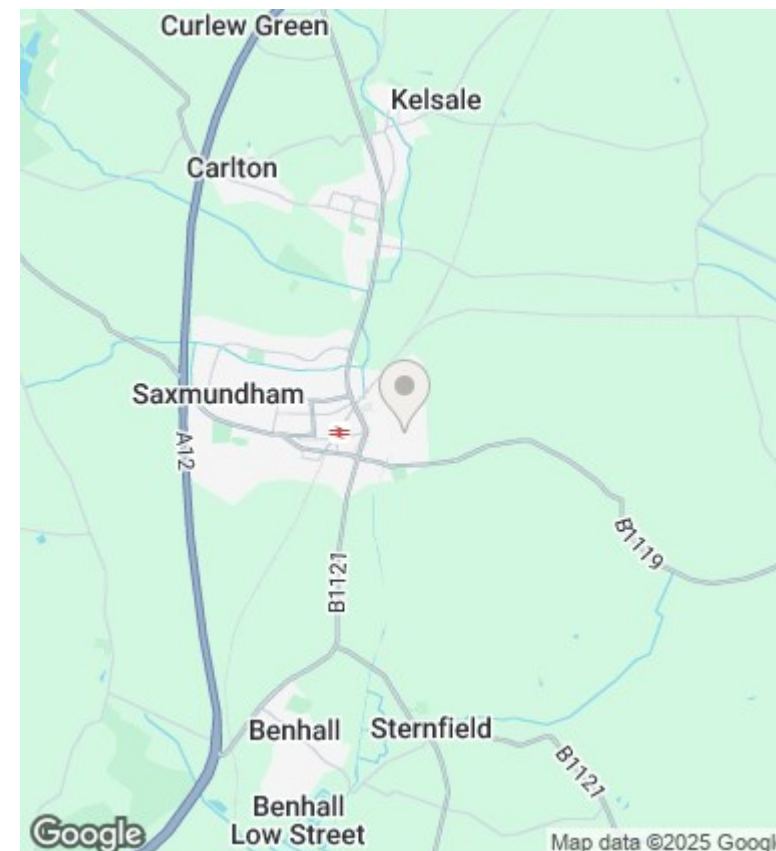 Curlew Green
Kelsale
Carlton
Saxmundham
A12
B1119
B1121
Benhall
Sternfield
B1121
Benhall
Low Street
Google
Map data ©2025 Googl